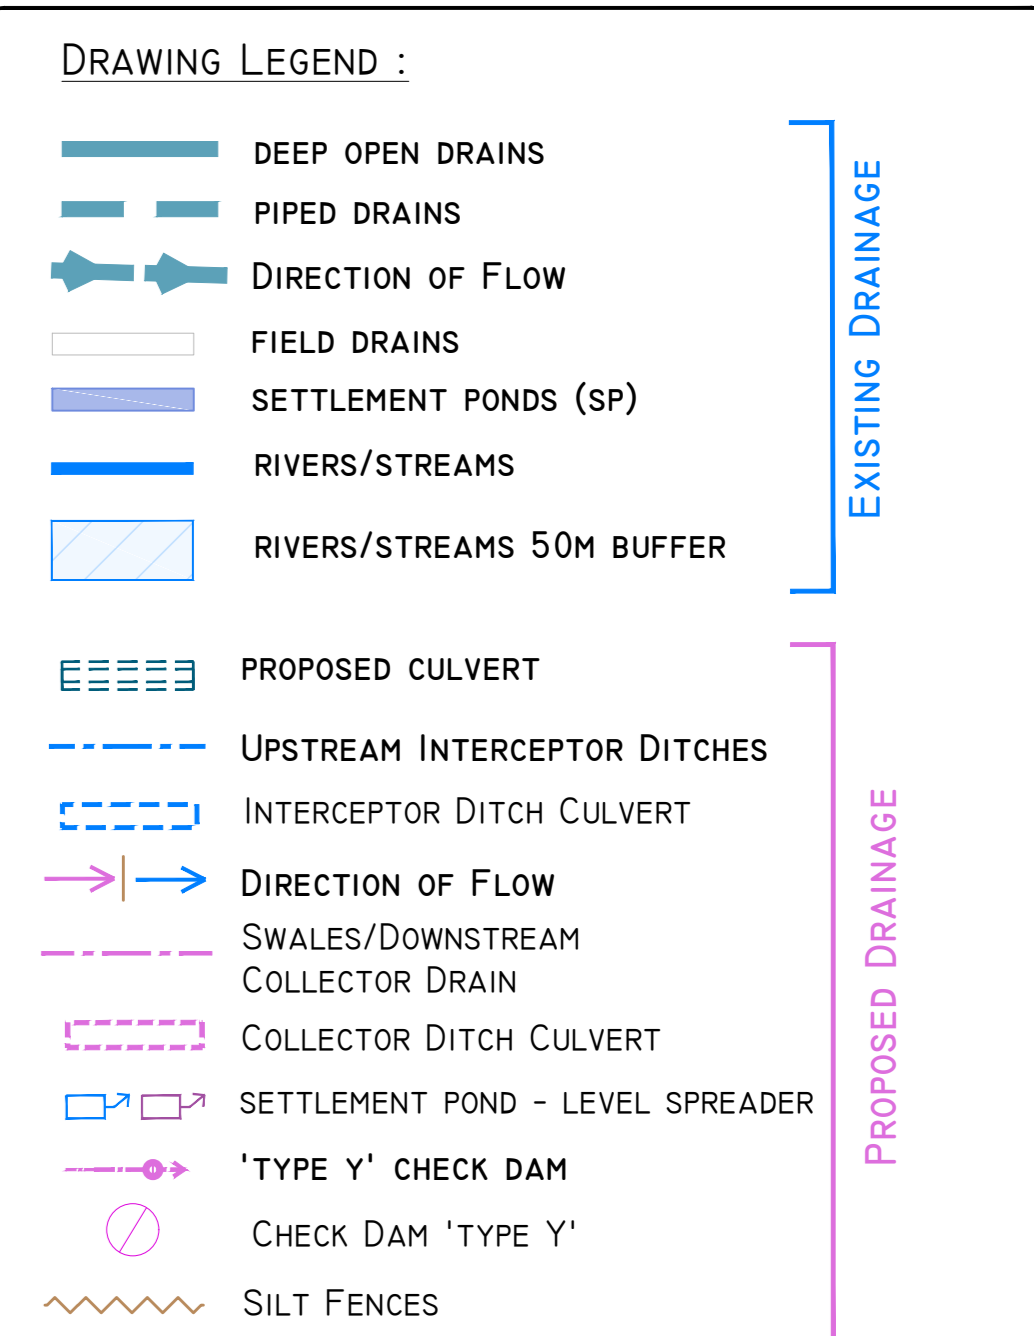 Drawing Legend :
DEEP OPEN DRAINS
PIPED DRAINS
Direction of Flow
FIELD DRAINS
SETTLEMENT PONDS (SP)
RIVERS/STREAMS
RIVERS/STREAMS 50M BUFFER
Existing Drainage
PROPOSED CULVERT
Upstream Interceptor Ditches
Interceptor Ditch Culvert
Direction of Flow
Swales/Downstream
Collector Drain
Collector Ditch Culvert
SETTLEMENT POND - LEVEL SPREADER
'TYPE Y' CHECK DAM
Check Dam 'type Y'
Silt Fences
Proposed Drainage